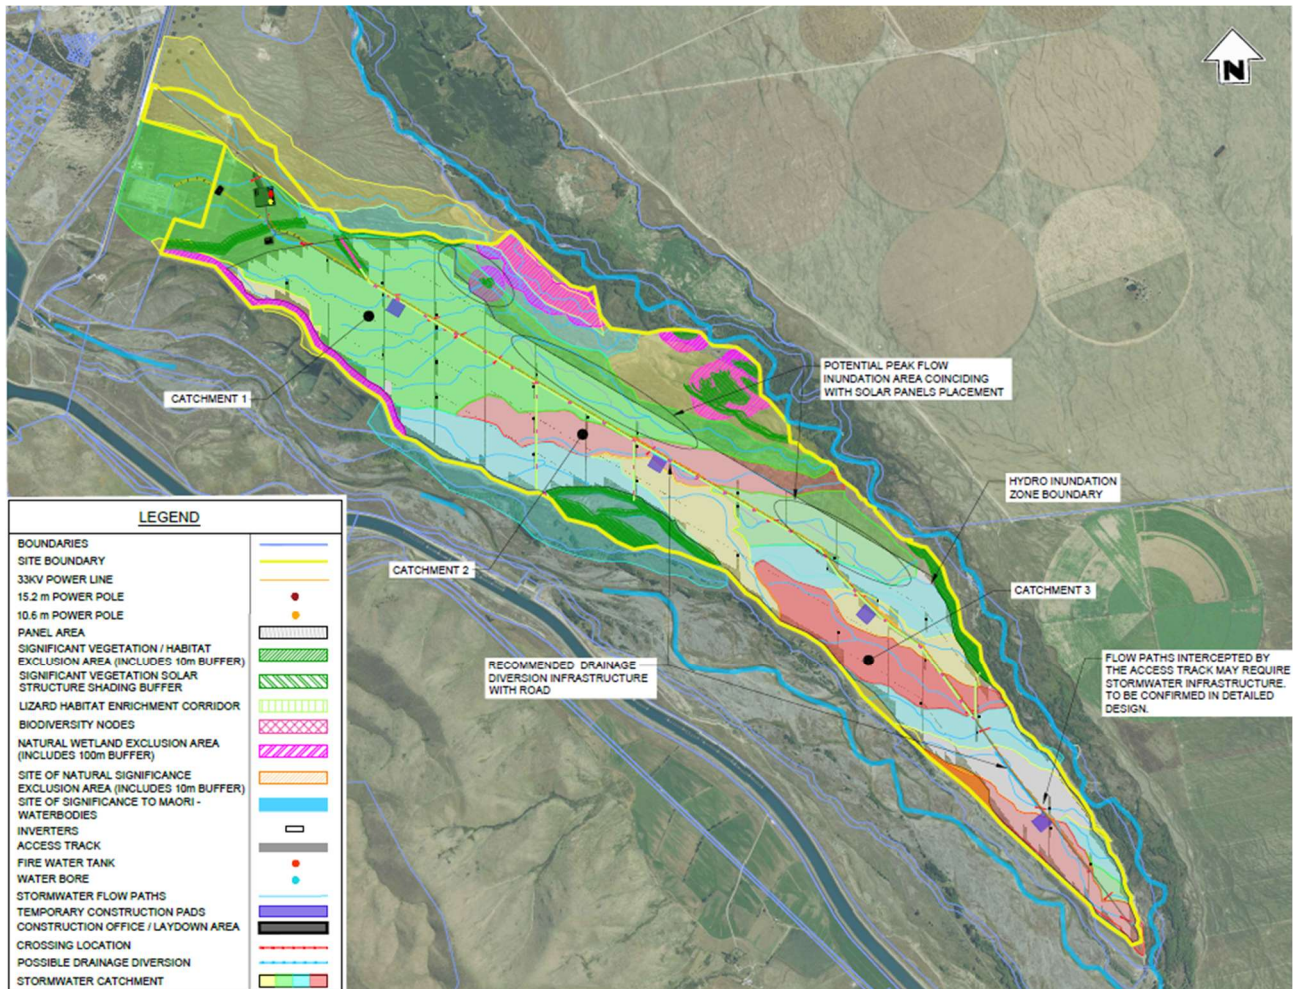 N
CATCHMENT 1
POTENTIAL PEAK FLOW
INUNDATION AREA COINCIDING
WITH SOLAR PANELS PLACEMENT
HYDRO INUNDATION
ZONE BOUNDARY
CATCHMENT 2
CATCHMENT 3
RECOMMENDED DRAINAGE
DIVERSION INFRASTRUCTURE
WITH ROAD
FLOW PATHS INTERCEPTED BY
THE ACCESS TRACK MAY REQUIRE
STORMWATER INFRASTRUCTURE.
TO BE CONFIRMED IN DETAILED
DESIGN.
LEGEND
BOUNDARIES
SITE BOUNDARY
33KV POWER LINE
15.2 m POWER POLE
10.6 m POWER POLE
PANEL AREA
SIGNIFICANT VEGETATION / HABITAT
EXCLUSION AREA (INCLUDES 10m BUFFER)
SIGNIFICANT VEGETATION SOLAR
STRUCTURE SHADING BUFFER
LIZARD HABITAT ENRICHMENT CORRIDOR
BIODIVERSITY NODES
NATURAL WETLAND EXCLUSION AREA
(INCLUDES 100m BUFFER)
SITE OF NATURAL SIGNIFICANCE
EXCLUSION AREA (INCLUDES 10m BUFFER)
SITE OF SIGNIFICANCE TO MAORI -
WATERBODIES
INVERTERS
ACCESS TRACK
FIRE WATER TANK
WATER BORE
STORMWATER FLOW PATHS
TEMPORARY CONSTRUCTION PADS
CONSTRUCTION OFFICE / LAYDOWN AREA
CROSSING LOCATION
POSSIBLE DRAINAGE DIVERSION
STORMWATER CATCHMENT